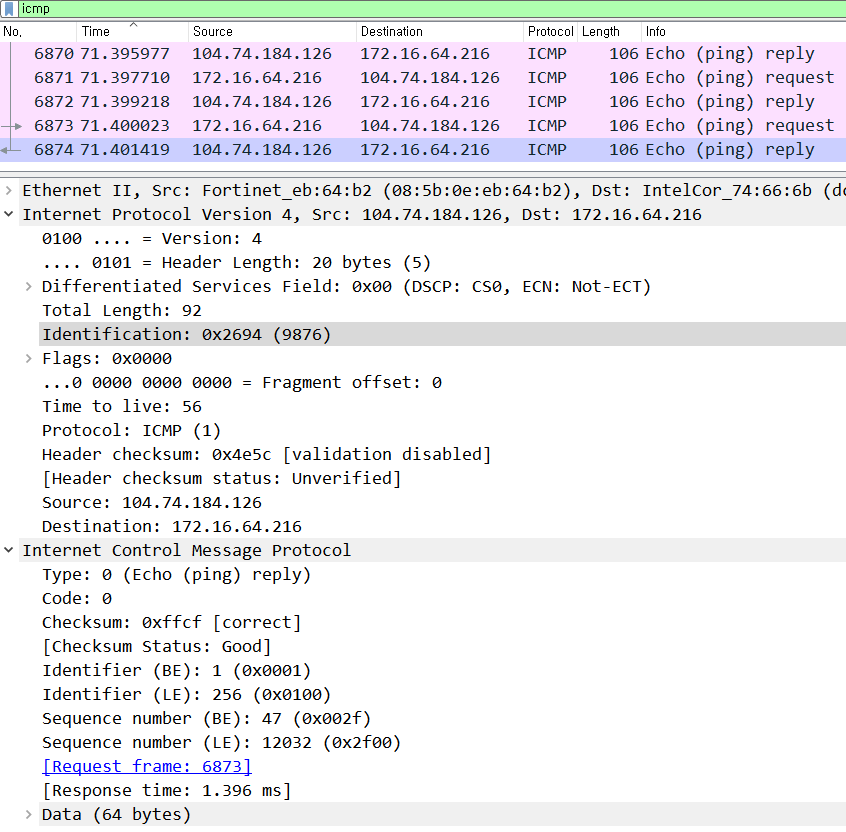 icmp
No. Time Source Destination Protocol Length Info
6870 71.395977 104.74.184.126 172.16.64.216 ICMP 106 Echo (ping) reply
6871 71.397710 172.16.64.216 104.74.184.126 ICMP 106 Echo (ping) request
6872 71.399218 104.74.184.126 172.16.64.216 ICMP 106 Echo (ping) reply
6873 71.400023 172.16.64.216 104.74.184.126 ICMP 106 Echo (ping) request
6874 71.401419 104.74.184.126 172.16.64.216 ICMP 106 Echo (ping) reply
Ethernet II, Src: Fortinet_eb:64:b2 (08:5b:0e:eb:64:b2), Dst: IntelCor_74:66:6b (
Internet Protocol Version 4, Src: 104.74.184.126, Dst: 172.16.64.216
0100 .... = Version: 4
.... 0101 = Header Length: 20 bytes (5)
Differentiated Services Field: 0x00 (DSCP: CS0, ECN: Not-ECT)
Total Length: 92
Identification: 0x2694 (9876)
Flags: 0x0000
...0 0000 0000 0000 = Fragment offset: 0
Time to live: 56
Protocol: ICMP (1)
Header checksum: 0x4e5c [validation disabled]
[Header checksum status: Unverified]
Source: 104.74.184.126
Destination: 172.16.64.216
Internet Control Message Protocol
Type: 0 (Echo (ping) reply)
Code: 0
Checksum: 0xffcf [correct]
[Checksum Status: Good]
Identifier (BE): 1 (0x0001)
Identifier (LE): 256 (0x0100)
Sequence number (BE): 47 (0x002f)
Sequence number (LE): 12032 (0x2f00)
[Request frame: 6873]
[Response time: 1.396 ms]
Data (64 bytes)